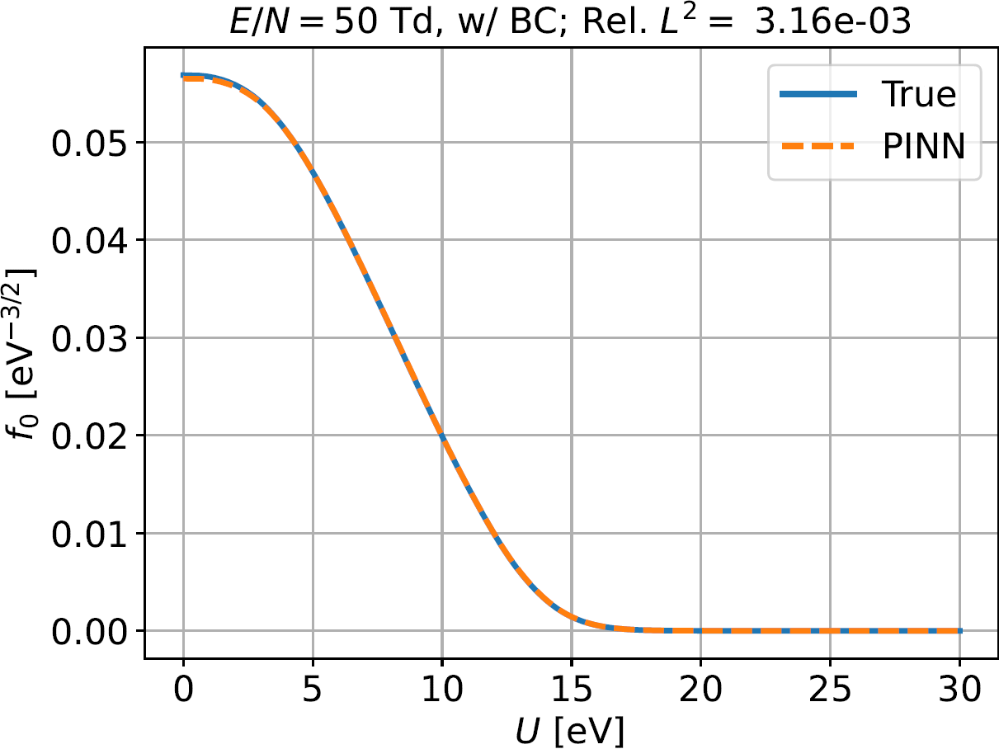 E/N = 50 Td, w/ BC; Rel. L² = 3.16e-03
True
PINN
0.05
0.04
0.03
0.02
0.01
0.00
f₀ [eV⁻³/²]
0 5 10 15 20 25 30
U [eV]